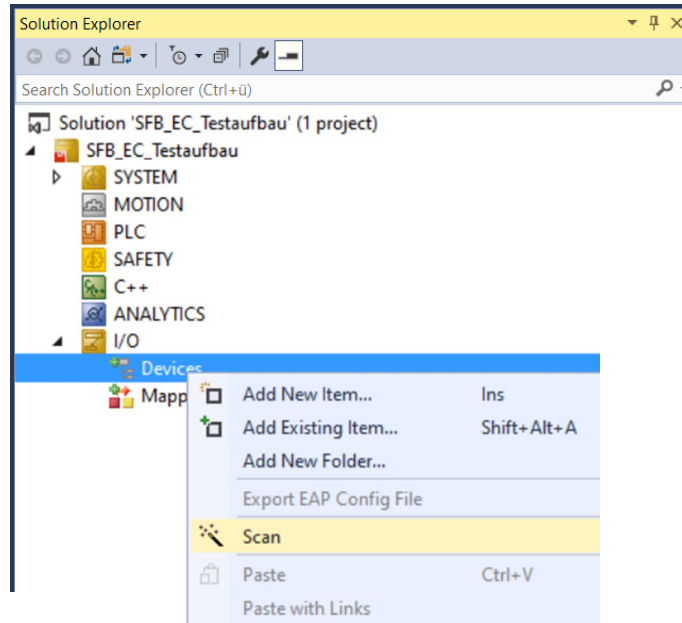 Solution Explorer
Search Solution Explorer (Ctrl+ü)
Solution 'SFB_EC_Testaufbau' (1 project)
SFB_EC_Testaufbau
SYSTEM
MOTION
PLC
SAFETY
C++
ANALYTICS
I/O
Devices
Mapp
Add New Item... Ins
Add Existing Item... Shift+Alt+A
Add New Folder...
Export EAP Config File
Scan
Paste Ctrl+V
Paste with Links